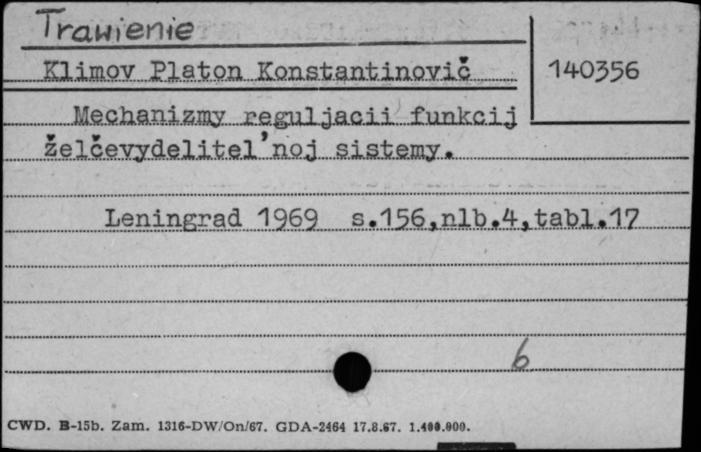 Trawienie
Klimov Platon Konstantinovič
140356
Mechanizmy reguljacii funkcij
želčevydelitel'noj sistemy.
Leningrad 1969 s.156,nlb.4,tabl.17
6
CWD. B-15b. Zam. 1316-DW/On/67. GDA-2464 17.8.67. 1.400.000.